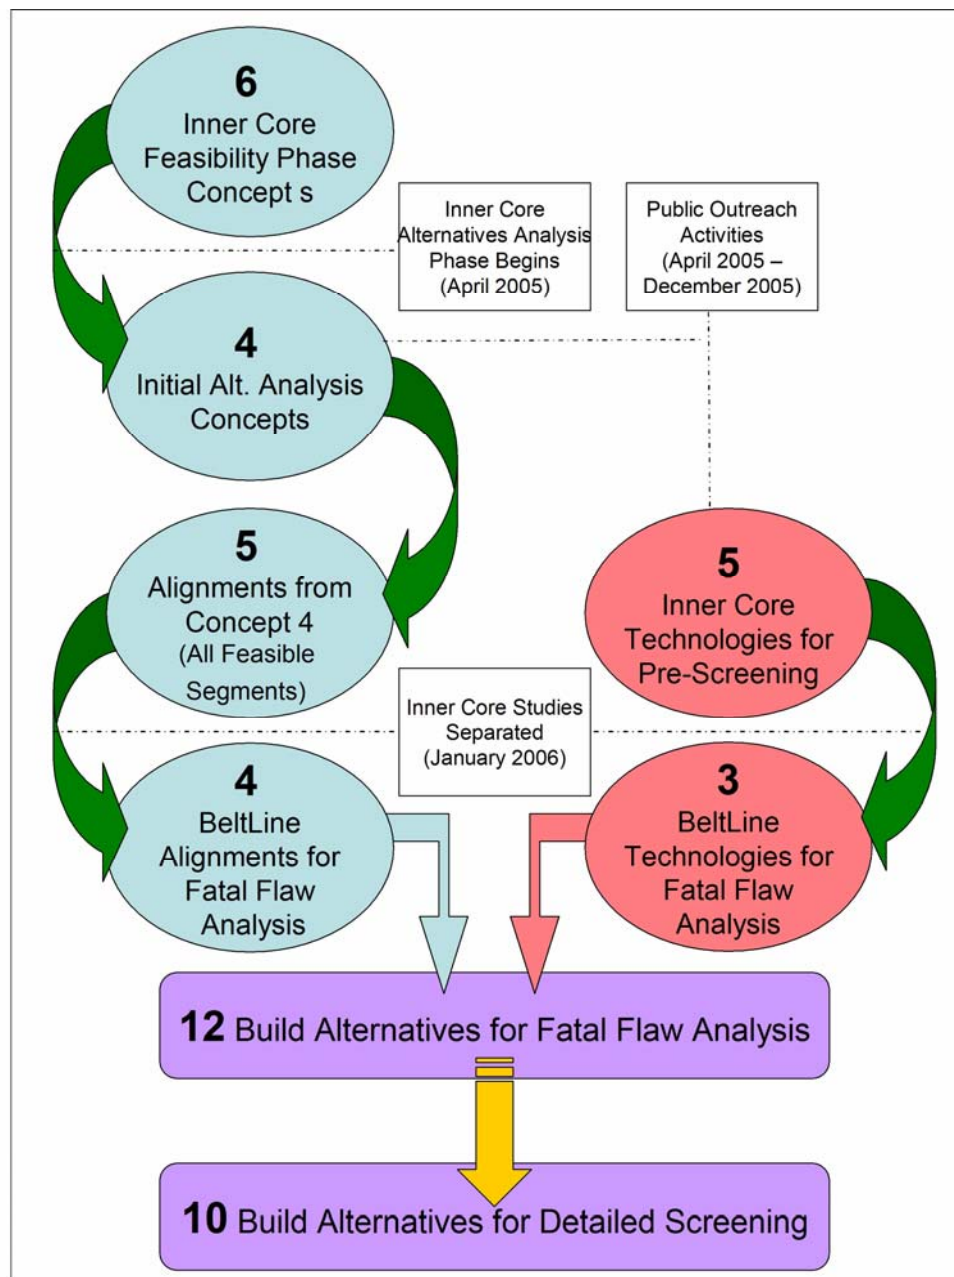 6
Inner Core
Feasibility Phase
Concept s
Inner Core
Alternatives Analysis
Phase Begins
(April 2005)
Public Outreach
Activities
(April 2005 –
December 2005)
4
Initial Alt. Analysis
Concepts
5
Alignments from
Concept 4
(All Feasible
Segments)
5
Inner Core
Technologies for
Pre-Screening
Inner Core Studies
Separated
(January 2006)
4
BeltLine
Alignments for
Fatal Flaw
Analysis
3
BeltLine
Technologies for
Fatal Flaw
Analysis
12 Build Alternatives for Fatal Flaw Analysis
10 Build Alternatives for Detailed Screening